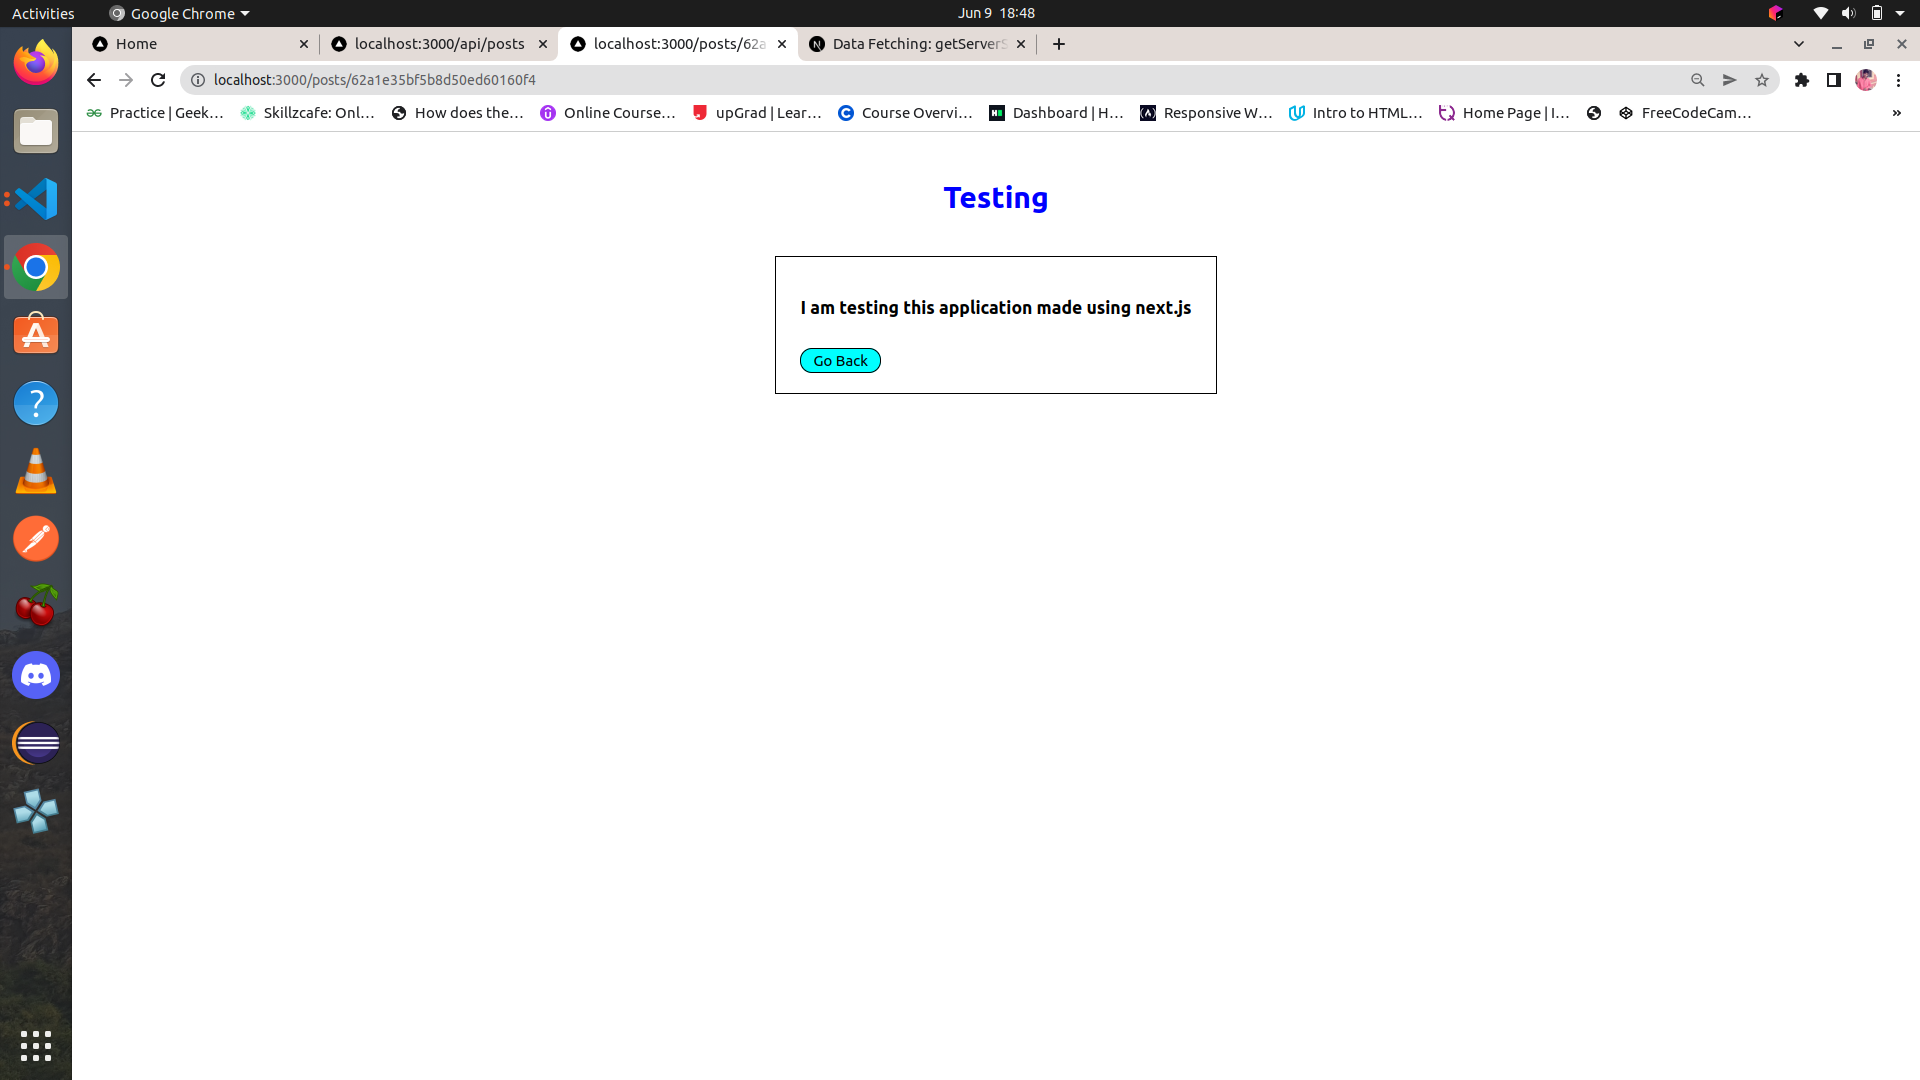 Activities Google Chrome Jun 9 18:48
Home localhost:3000/api/posts localhost:3000/posts/62a Data Fetching: getServerS
localhost:3000/posts/62a1e35bf5b8d50ed60160f4
Practice | Geek… Skillzcafe: Onl… How does the… Online Course… upGrad | Lear… Course Overvi… Dashboard | H… Responsive W… Intro to HTML… Home Page | I… FreeCodeCam… »
Testing
I am testing this application made using next.js
Go Back